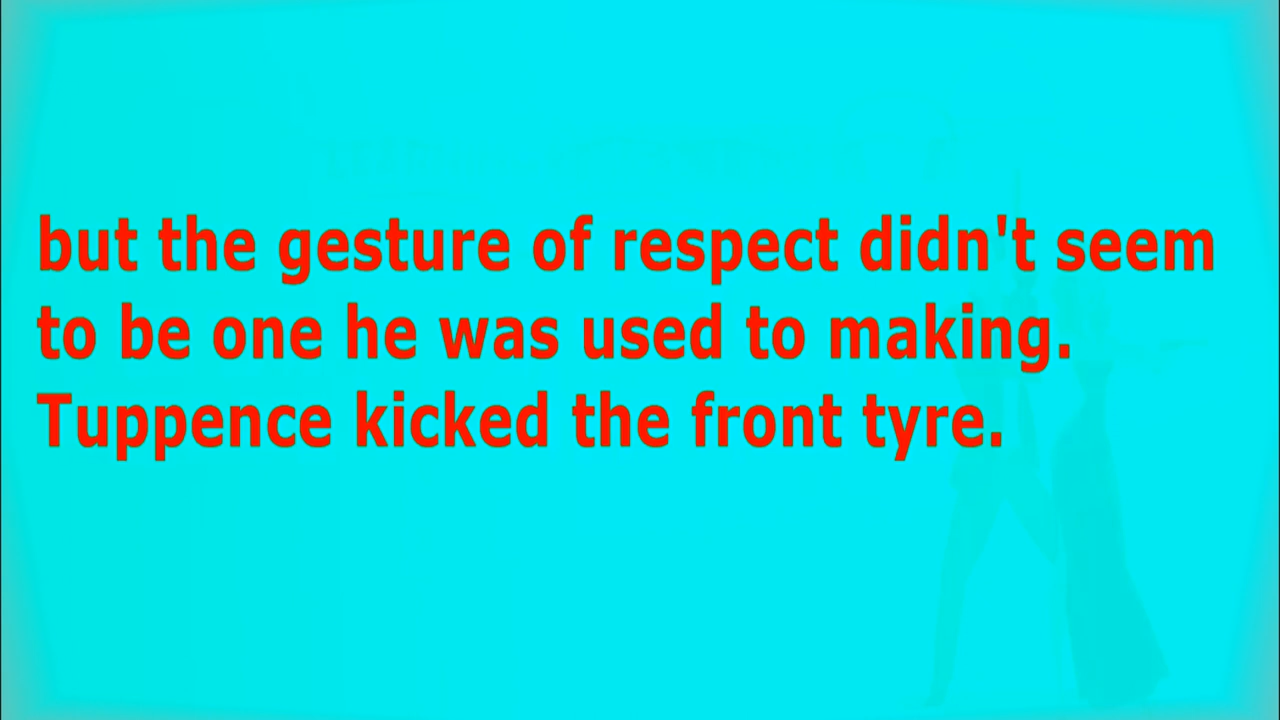 but the gesture of respect didn't seem
to be one he was used to making.
Tuppence kicked the front tyre.